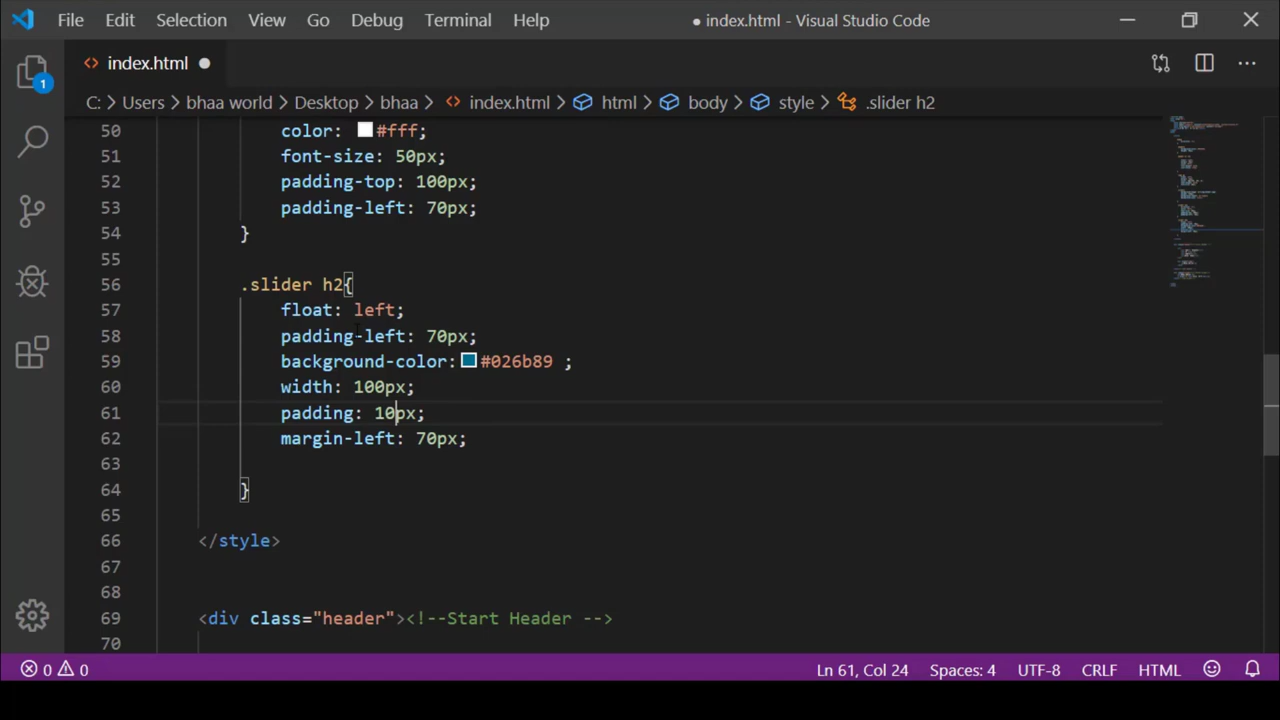 File Edit Selection View Go Debug Terminal Help ● index.html - Visual Studio Code
<> index.html ●
1
C: > Users > bhaa world > Desktop > bhaa > <> index.html > html > body > style > .slider h2
50 color: #fff;
51 font-size: 50px;
52 padding-top: 100px;
53 padding-left: 70px;
54 }
55
56 .slider h2{
57 float: left;
58 padding-left: 70px;
59 background-color: #026b89 ;
60 width: 100px;
61 padding: 10px;
62 margin-left: 70px;
63
64 }
65
66 </style>
67
68
69 <div class="header"><!--Start Header -->
70
0 0 Ln 61, Col 24 Spaces: 4 UTF-8 CRLF HTML